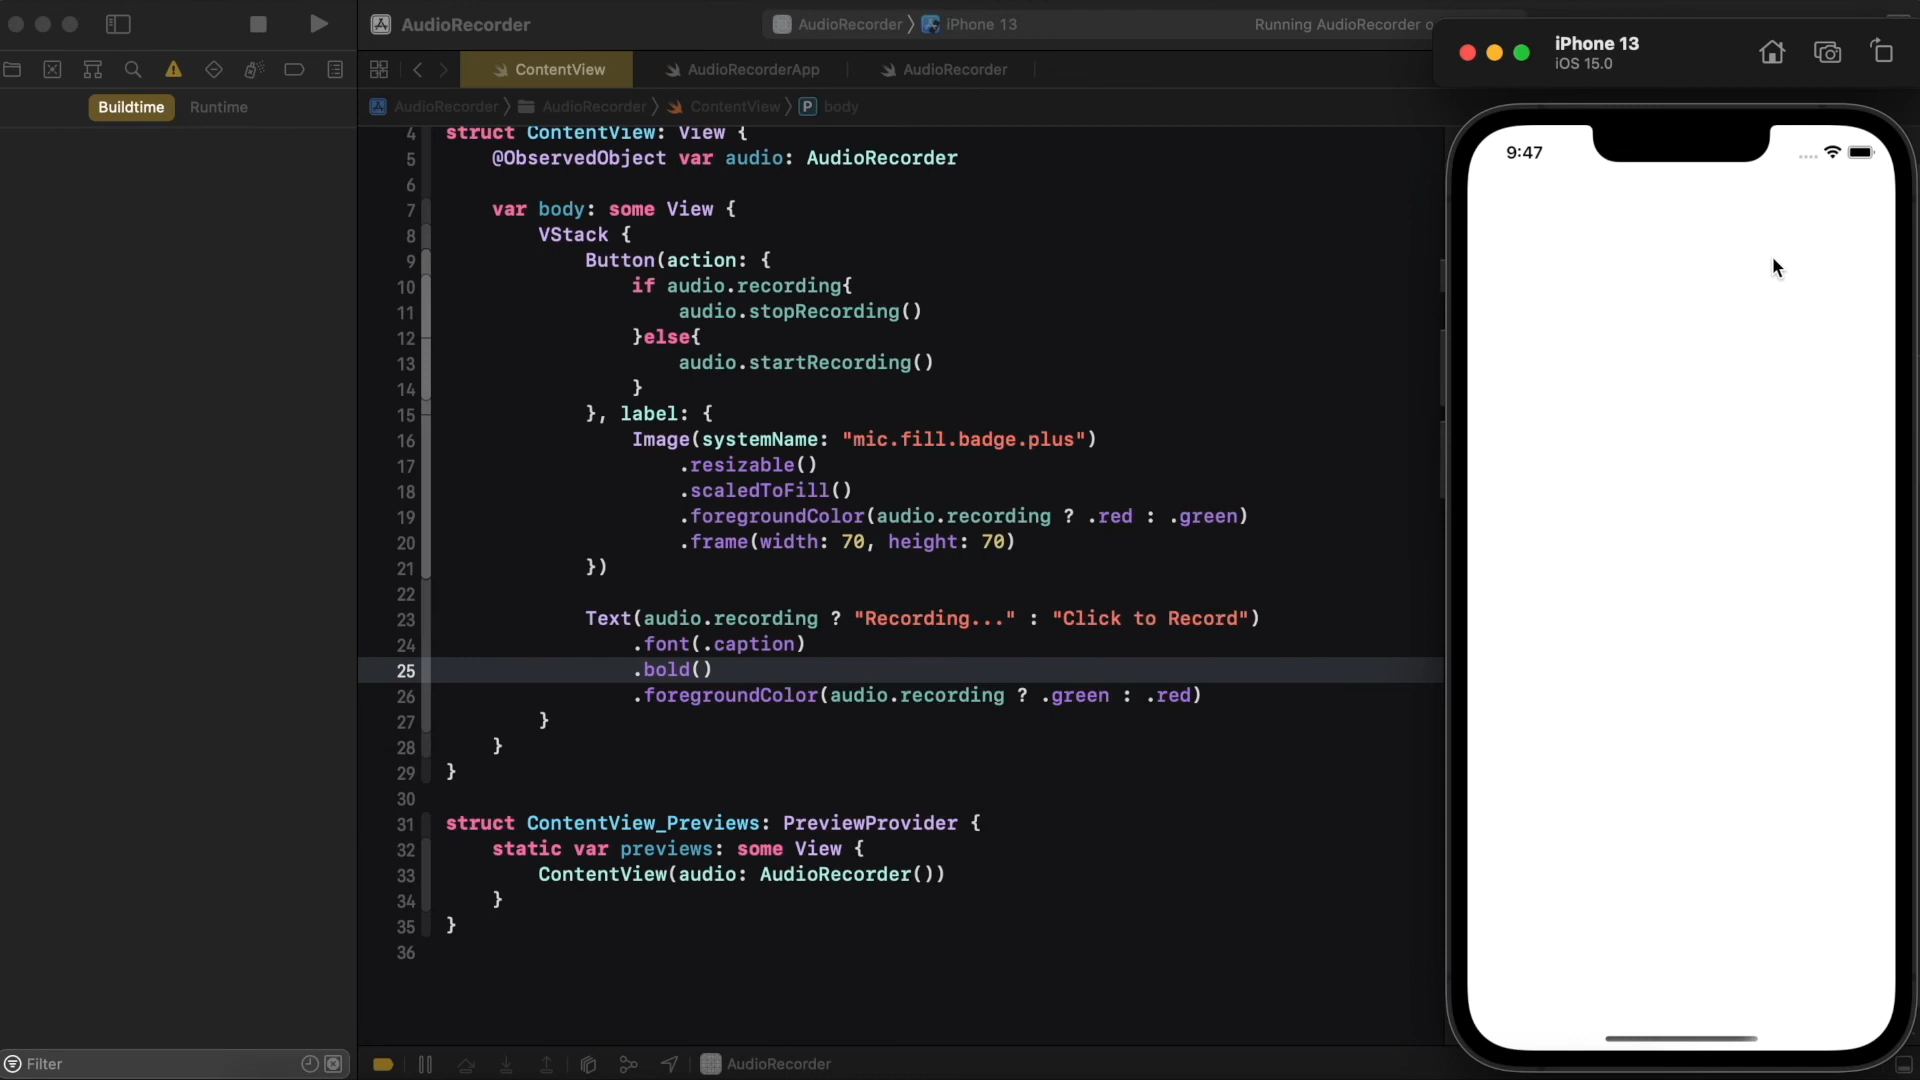 AudioRecorder
AudioRecorder 〉 iPhone 13
Running AudioRecorder o
iPhone 13
iOS 15.0
ContentView
AudioRecorderApp
AudioRecorder
Buildtime
Runtime
AudioRecorder 〉 AudioRecorder 〉 ContentView 〉 P body
4 struct ContentView: View {
5 @ObservedObject var audio: AudioRecorder
6
7 var body: some View {
8 VStack {
9 Button(action: {
10 if audio.recording{
11 audio.stopRecording()
12 }else{
13 audio.startRecording()
14 }
15 }, label: {
16 Image(systemName: "mic.fill.badge.plus")
17 .resizable()
18 .scaledToFill()
19 .foregroundColor(audio.recording ? .red : .green)
20 .frame(width: 70, height: 70)
21 })
22
23 Text(audio.recording ? "Recording..." : "Click to Record")
24 .font(.caption)
25 .bold()
26 .foregroundColor(audio.recording ? .green : .red)
27 }
28 }
29 }
30
31 struct ContentView_Previews: PreviewProvider {
32 static var previews: some View {
33 ContentView(audio: AudioRecorder())
34 }
35 }
36
9:47
Filter
AudioRecorder